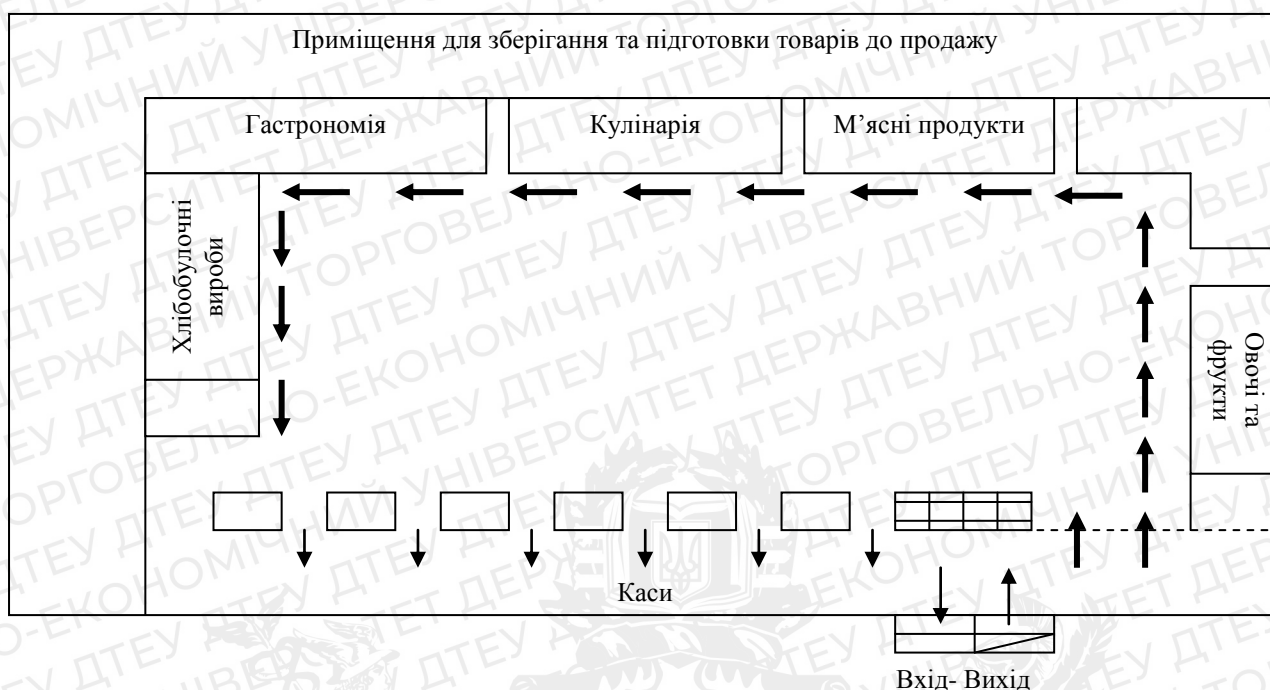 Приміщення для зберігання та підготовки товарів до продажу
Гастрономія
Кулінарія
М’ясні продукти
Хлібобулочні
вироби
Овочі та
фрукти
Каси
Вхід- Вихід